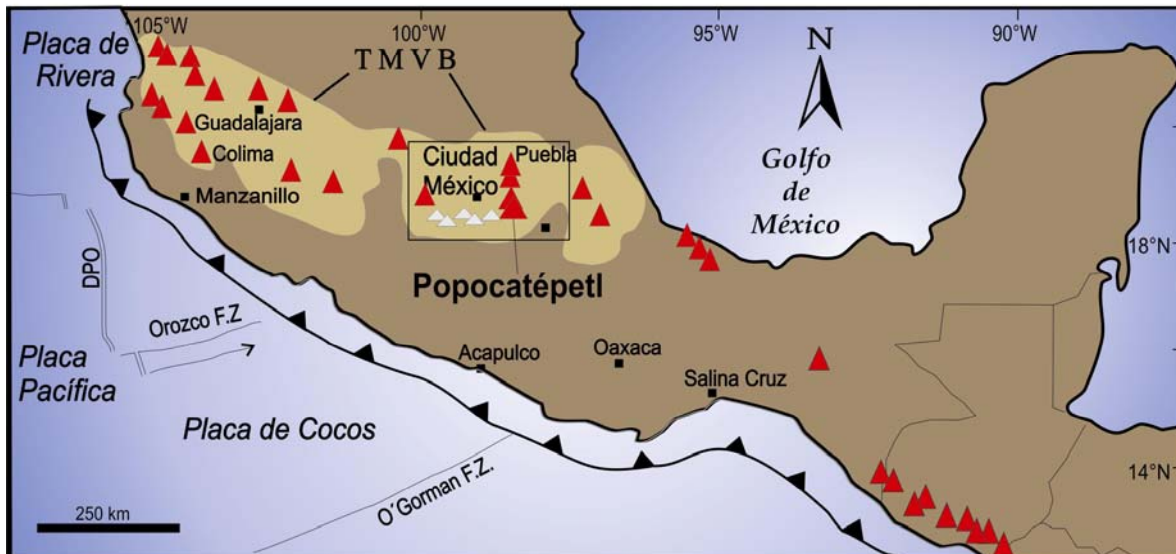 105°W
100°W
95°W
90°W
Placa de
Rivera
T M V B
N
Guadalajara
Colima
Manzanillo
Ciudad
México
Puebla
Golfo
de
México
18°N
Popocatépetl
DPO
Orozco F.Z
Placa
Pacífica
Acapulco
Oaxaca
Salina Cruz
Placa de Cocos
14°N
O´Gorman F.Z.
250 km